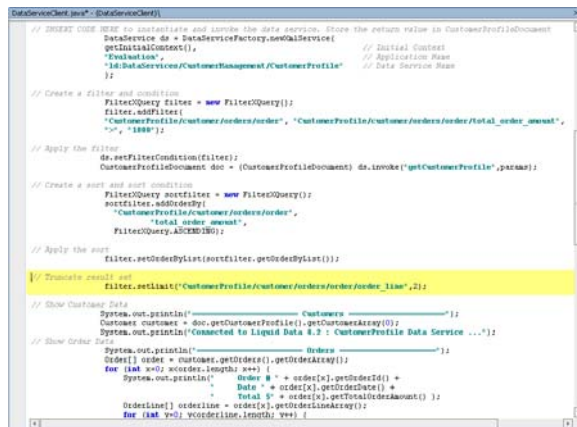 DataServiceClient.java* - {DataServiceClient}\
// INSERT CODE HERE to instantiate and invoke the data service. Store the return value in CustomerProfileDocument
DataService ds = DataServiceFactory.newXmlService(
getInitialContext(), // Initial Context
"Evaluation", // Application Name
"ld:DataServices/CustomerManagement/CustomerProfile" // Data Service Name
);
// Create a filter and condition
FilterXQuery filter = new FilterXQuery();
filter.addFilter(
"CustomerProfile/customer/orders/order", "CustomerProfile/customer/orders/order/total_order_amount",
">", "1000");
// Apply the filter
ds.setFilterCondition(filter);
CustomerProfileDocument doc = (CustomerProfileDocument) ds.invoke("getCustomerProfile",params);
// Create a sort and sort condition
FilterXQuery sortfilter = new FilterXQuery();
sortfilter.addOrderBy(
"CustomerProfile/customer/orders/order",
"total_order_amount",
FilterXQuery.ASCENDING);
// Apply the sort
filter.setOrderByList(sortfilter.getOrderByList());
// Truncate result set
filter.setLimit("CustomerProfile/customer/orders/order/order_line",2);
// Show Customer Data
System.out.println("=============== Customers ===============");
Customer customer = doc.getCustomerProfile().getCustomerArray(0);
System.out.println("Connected to Liquid Data 8.2 : CustomerProfile Data Service ...");
// Show Order Data
System.out.println("=============== Orders ===============");
Order[] order = customer.getOrders().getOrderArray();
for (int x=0; x<order.length; x++) {
System.out.println(" Order # " + order[x].getOrderId() +
" Date " + order[x].getOrderDate() +
" Total $" + order[x].getTotalOrderAmount() );
OrderLine[] orderline = order[x].getOrderLineArray();
for (int y=0; y<orderline.length; y++) {